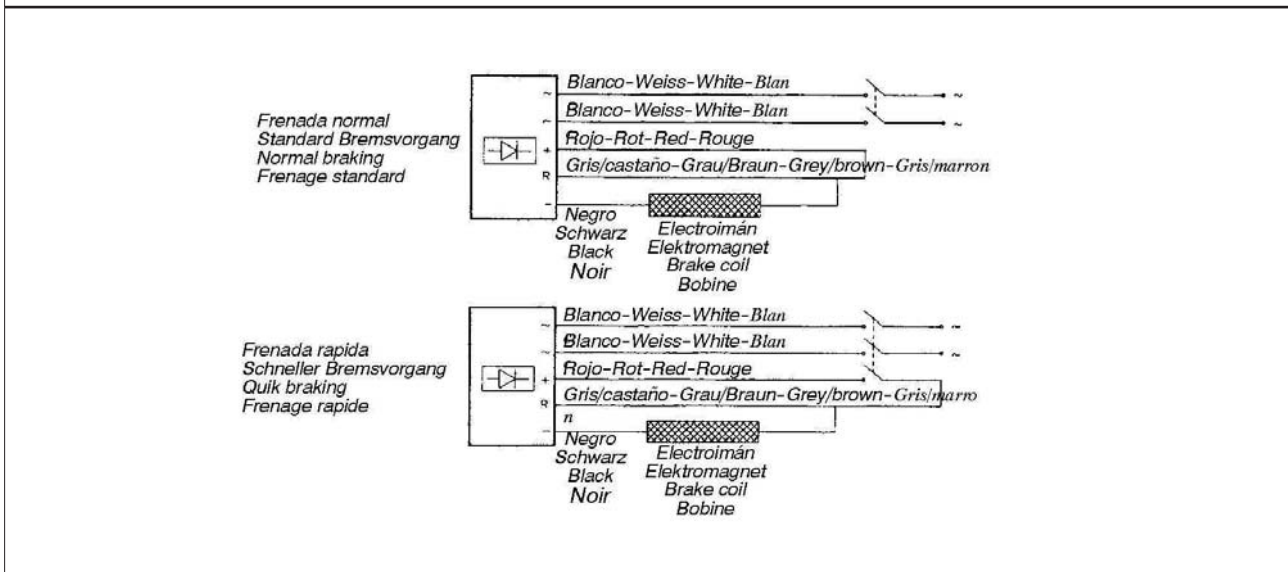 Frenada normal
Standard Bremsvorgang
Normal braking
Frenage standard
~
~
+
R
−
Blanco-Weiss-White-Blan
Blanco-Weiss-White-Blan
Rojo-Rot-Red-Rouge
Gris/castaño-Grau/Braun-Grey/brown-Gris/marron
~
~
Negro
Schwarz
Black
Noir
Electroimán
Elektromagnet
Brake coil
Bobine
Frenada rapida
Schneller Bremsvorgang
Quik braking
Frenage rapide
~
~
+
R
−
Blanco-Weiss-White-Blan
Blanco-Weiss-White-Blan
Rojo-Rot-Red-Rouge
Gris/castaño-Grau/Braun-Grey/brown-Gris/marro
n
~
~
Negro
Schwarz
Black
Noir
Electroimán
Elektromagnet
Brake coil
Bobine